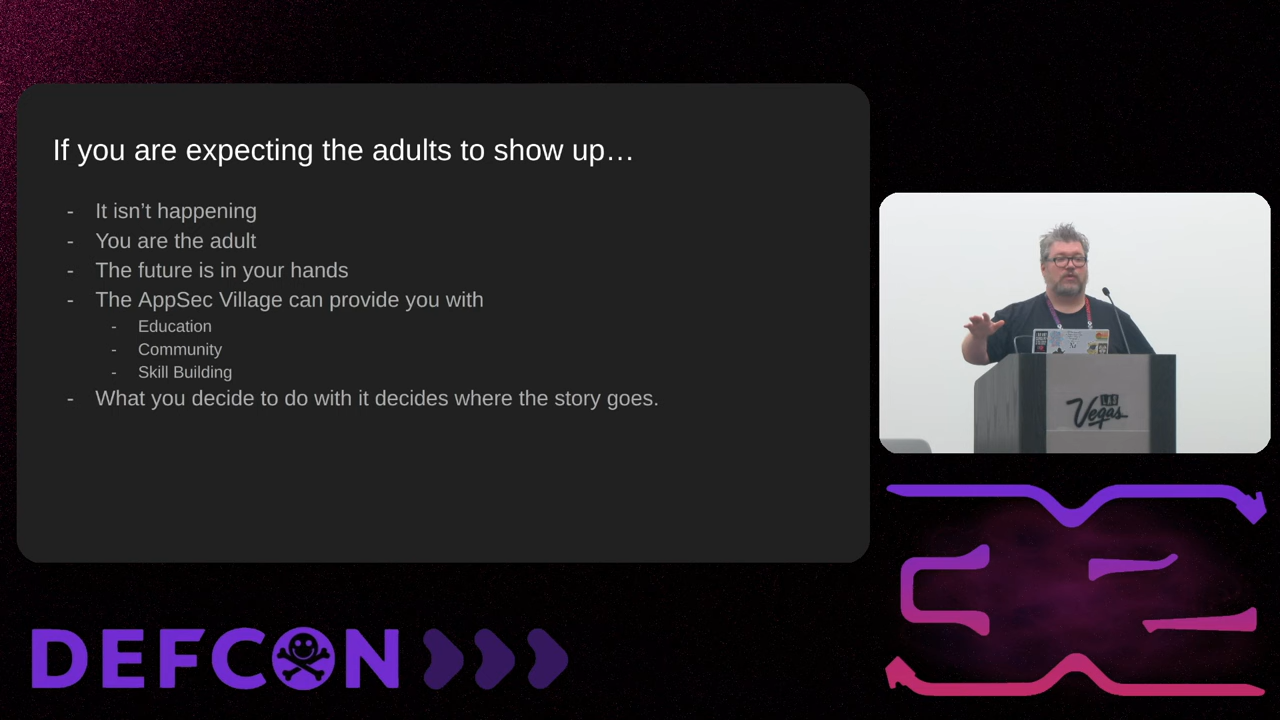 If you are expecting the adults to show up…
- It isn’t happening
- You are the adult
- The future is in your hands
- The AppSec Village can provide you with
- Education
- Community
- Skill Building
- What you decide to do with it decides where the story goes.
LAS
Vegas
DEFCON